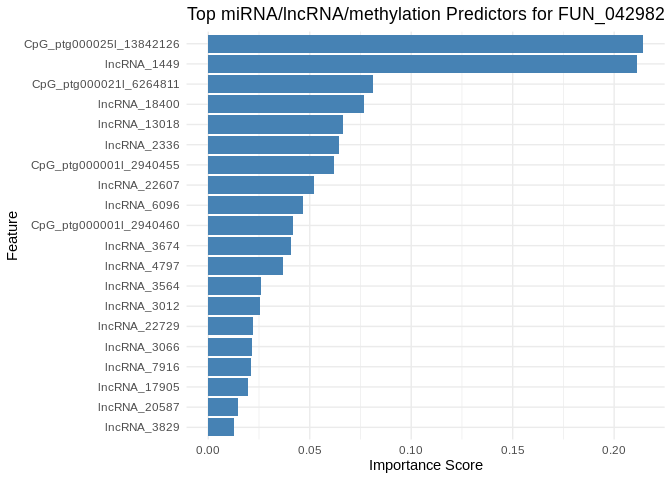 Top miRNA/lncRNA/methylation Predictors for FUN_042982
CpG_ptg000025l_13842126
lncRNA_1449
CpG_ptg000021l_6264811
lncRNA_18400
lncRNA_13018
lncRNA_2336
CpG_ptg000001l_2940455
lncRNA_22607
lncRNA_6096
CpG_ptg000001l_2940460
lncRNA_3674
lncRNA_4797
lncRNA_3564
lncRNA_3012
lncRNA_22729
lncRNA_3066
lncRNA_7916
lncRNA_17905
lncRNA_20587
lncRNA_3829
Feature
0.00 0.05 0.10 0.15 0.20
Importance Score